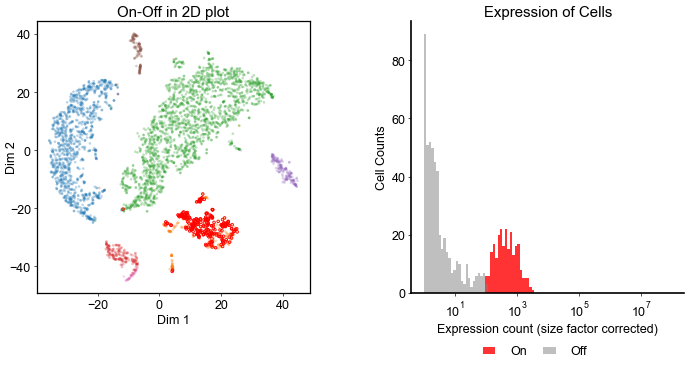 On-Off in 2D plot
40
20
0
−20
−40
Dim 2
−20
0
20
40
Dim 1
Expression of Cells
80
60
40
20
0
Cell Counts
10^1
10^3
10^5
10^7
Expression count (size factor corrected)
On
Off